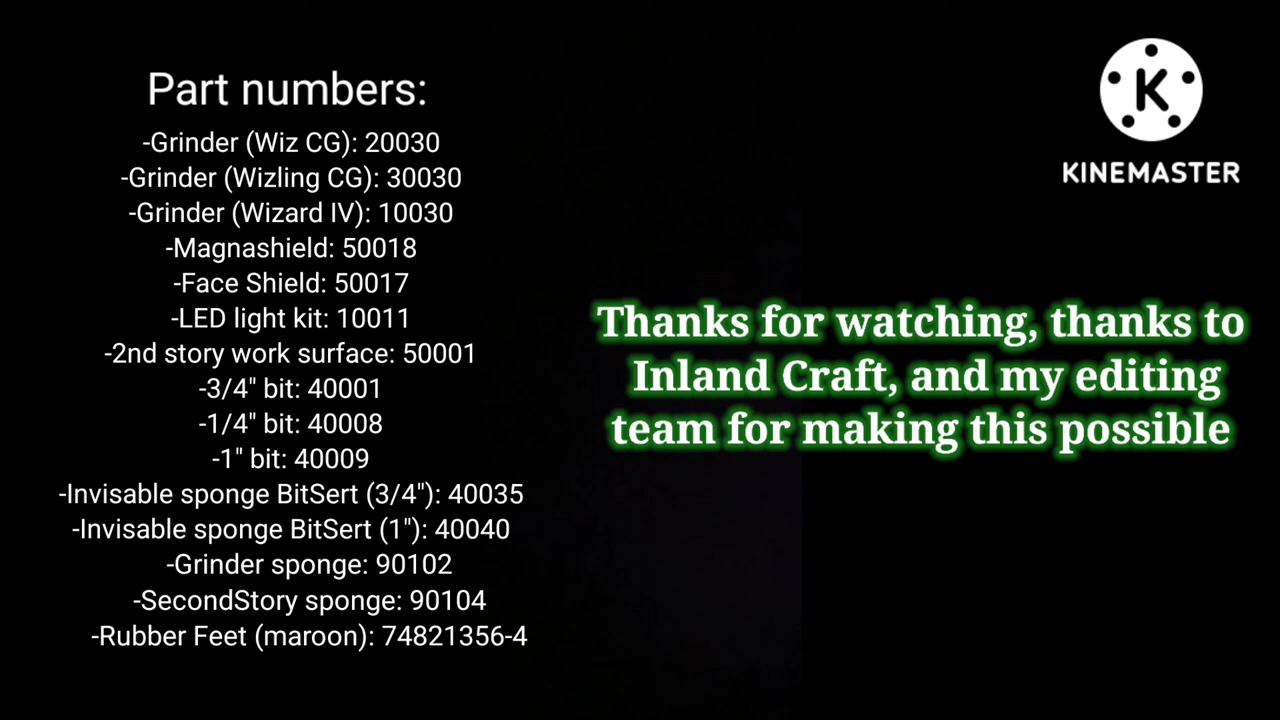 Part numbers:
-Grinder (Wiz CG): 20030
-Grinder (Wizling CG): 30030
-Grinder (Wizard IV): 10030
-Magnashield: 50018
-Face Shield: 50017
-LED light kit: 10011
-2nd story work surface: 50001
-3/4" bit: 40001
-1/4" bit: 40008
-1" bit: 40009
-Invisable sponge BitSert (3/4"): 40035
-Invisable sponge BitSert (1"): 40040
-Grinder sponge: 90102
-SecondStory sponge: 90104
-Rubber Feet (maroon): 74821356-4
K
KINEMASTER
Thanks for watching, thanks to
Inland Craft, and my editing
team for making this possible